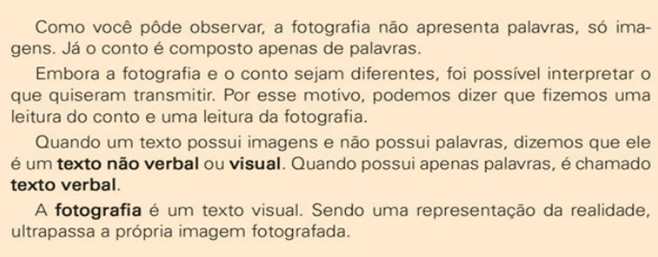 Como você pôde observar, a fotografia não apresenta palavras, só ima-
gens. Já o conto é composto apenas de palavras.
Embora a fotografia e o conto sejam diferentes, foi possível interpretar o
que quiseram transmitir. Por esse motivo, podemos dizer que fizemos uma
leitura do conto e uma leitura da fotografia.
Quando um texto possui imagens e não possui palavras, dizemos que ele
é um texto não verbal ou visual. Quando possui apenas palavras, é chamado
texto verbal.
A fotografia é um texto visual. Sendo uma representação da realidade,
ultrapassa a própria imagem fotografada.